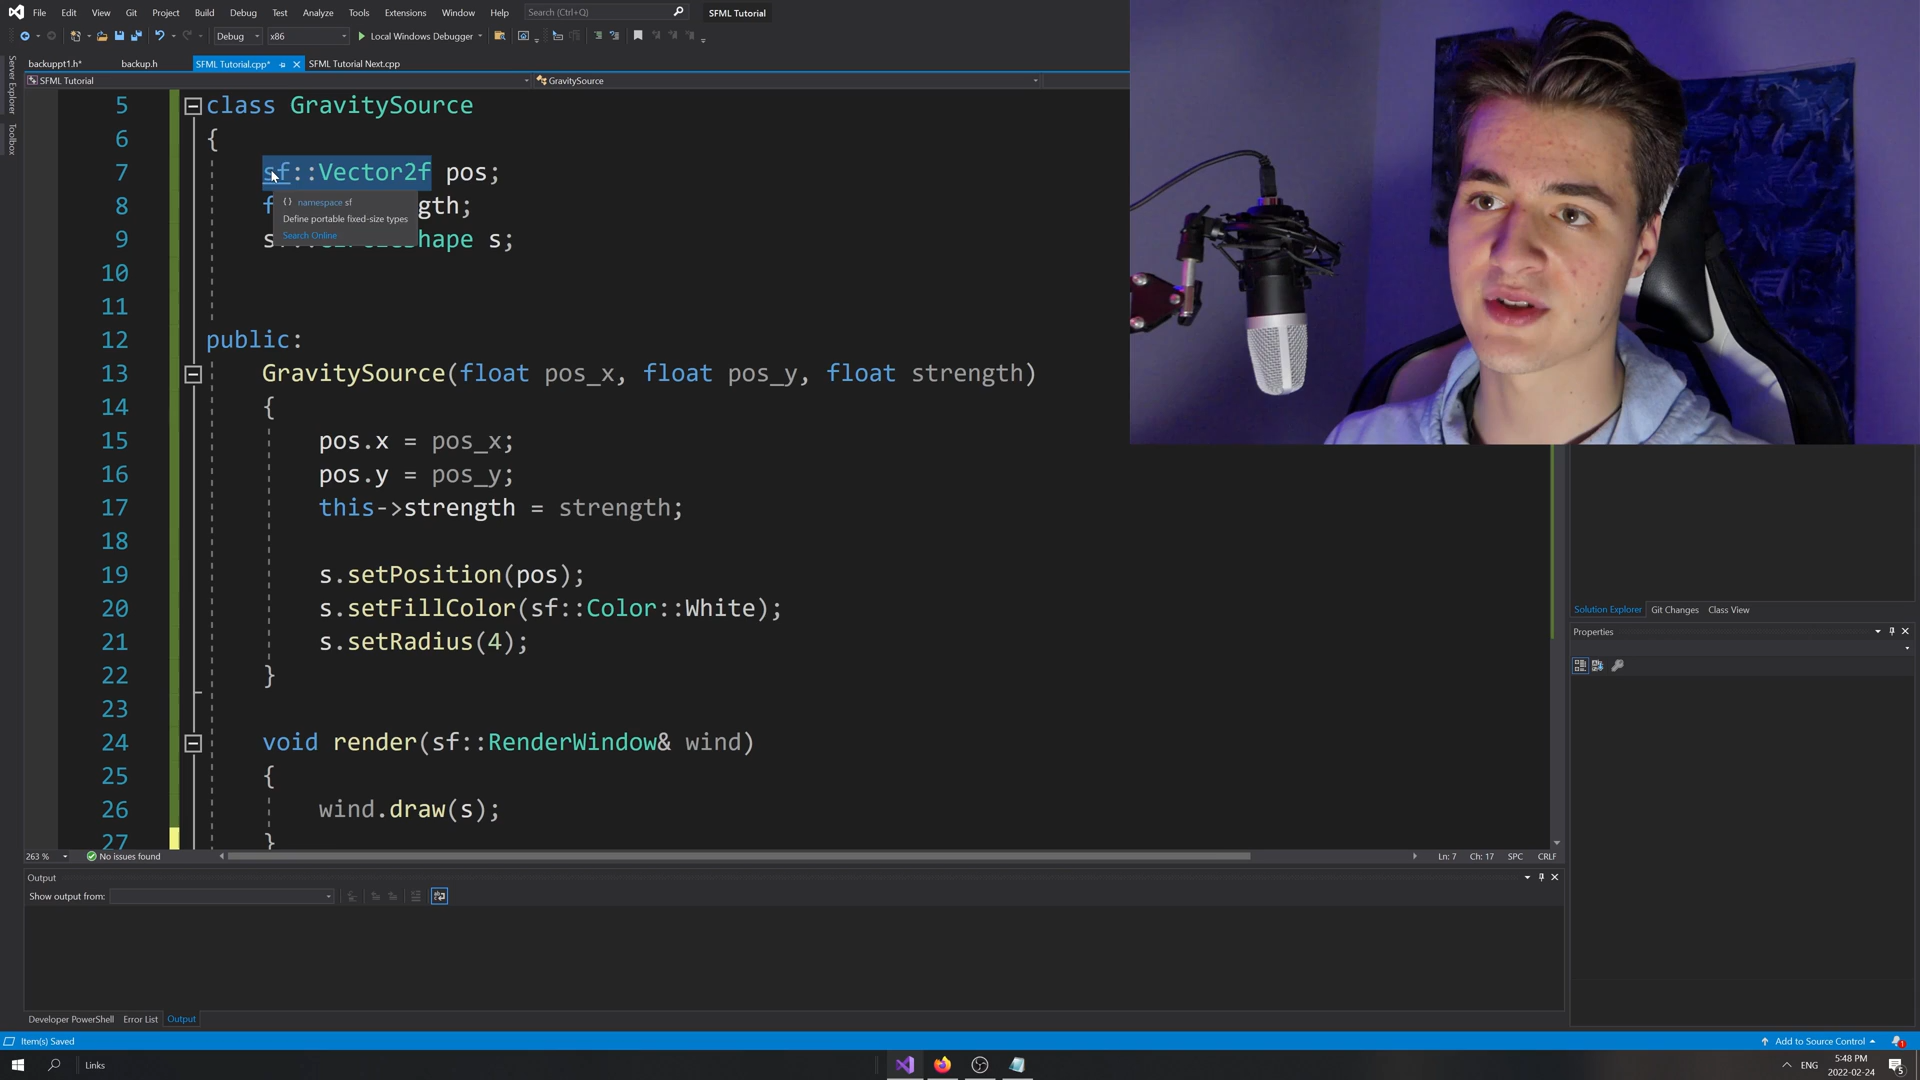 File Edit View Git Project Build Debug Test Analyze Tools Extensions Window Help Search (Ctrl+Q) SFML Tutorial
Debug x86 Local Windows Debugger
backuppt1.h* backup.h SFML Tutorial.cpp* SFML Tutorial Next.cpp
SFML Tutorial GravitySource
Server Explorer
Toolbox
5 class GravitySource
6 {
7 sf::Vector2f pos;
{} namespace sf
8 f gth;
Define portable fixed-size types
Search Online
9 s Shape s;
10
11
12 public:
13 GravitySource(float pos_x, float pos_y, float strength)
14 {
15 pos.x = pos_x;
16 pos.y = pos_y;
17 this->strength = strength;
18
19 s.setPosition(pos);
20 s.setFillColor(sf::Color::White);
21 s.setRadius(4);
22 }
23
24 void render(sf::RenderWindow& wind)
25 {
26 wind.draw(s);
27 }
263 % No issues found Ln: 7 Ch: 17 SPC CRLF
Solution Explorer Git Changes Class View
Properties
Output
Show output from:
Developer PowerShell Error List Output
Item(s) Saved Add to Source Control 1
Links ENG 5:48 PM
2022-02-24 5